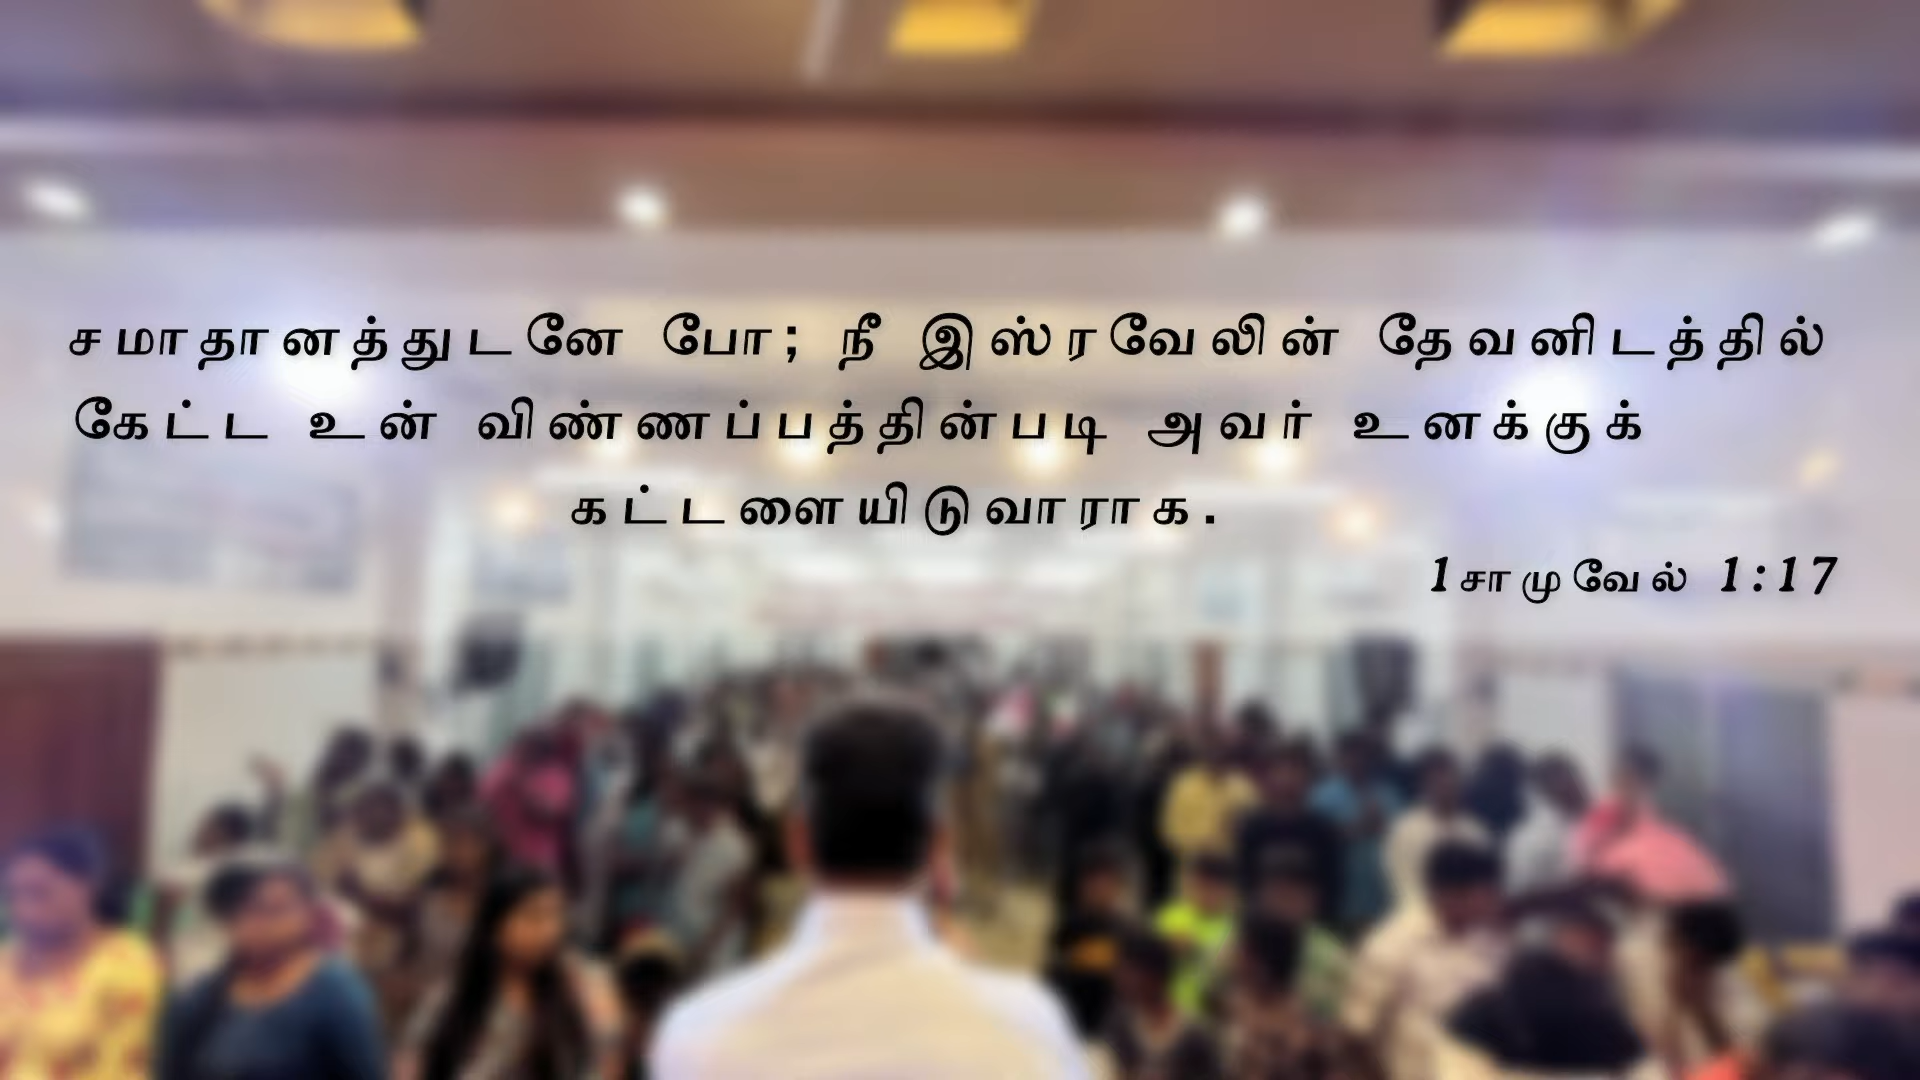 சமாதானத்துடனே போ; நீ இஸ்ரவேலின் தேவனிடத்தில்
கேட்ட உன் விண்ணப்பத்தின்படி அவர் உனக்குக்
கட்டளையிடுவாராக.
1சாமுவேல் 1:17